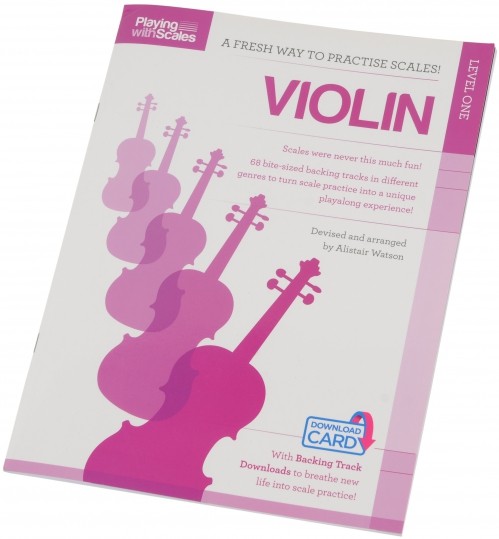 Playing
with Scales
A FRESH WAY TO PRACTISE SCALES!
LEVEL ONE
VIOLIN
Scales were never this much fun!
68 bite-sized backing tracks in different
genres to turn scale practice into a unique
playalong experience!
Devised and arranged
by Alistair Watson
DOWNLOAD
CARD
With Backing Track
Downloads to breathe new
life into scale practice!